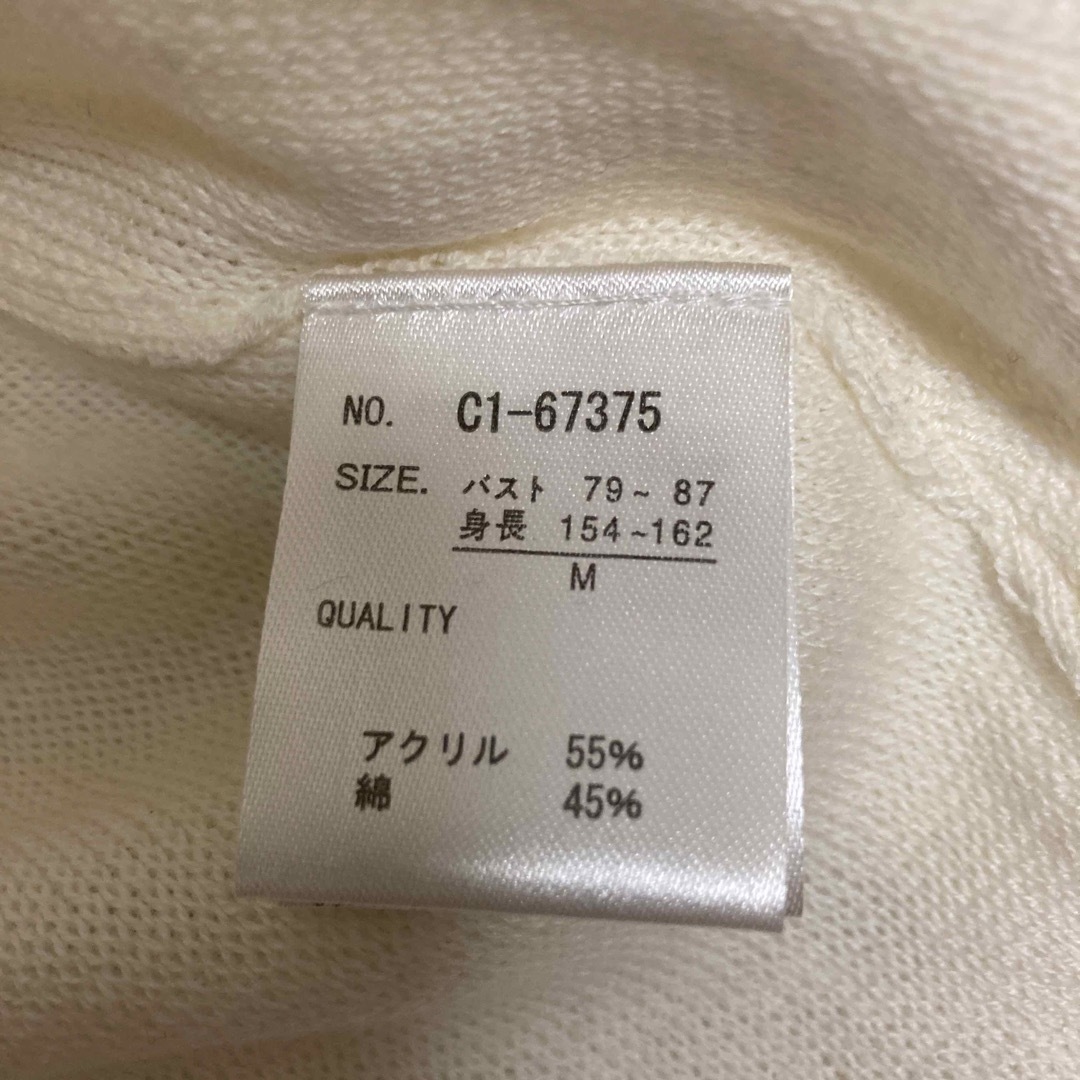 NO. C1-67375
SIZE. バスト 79~ 87
身長 154~162
M
QUALITY
アクリル 55%
綿 45%